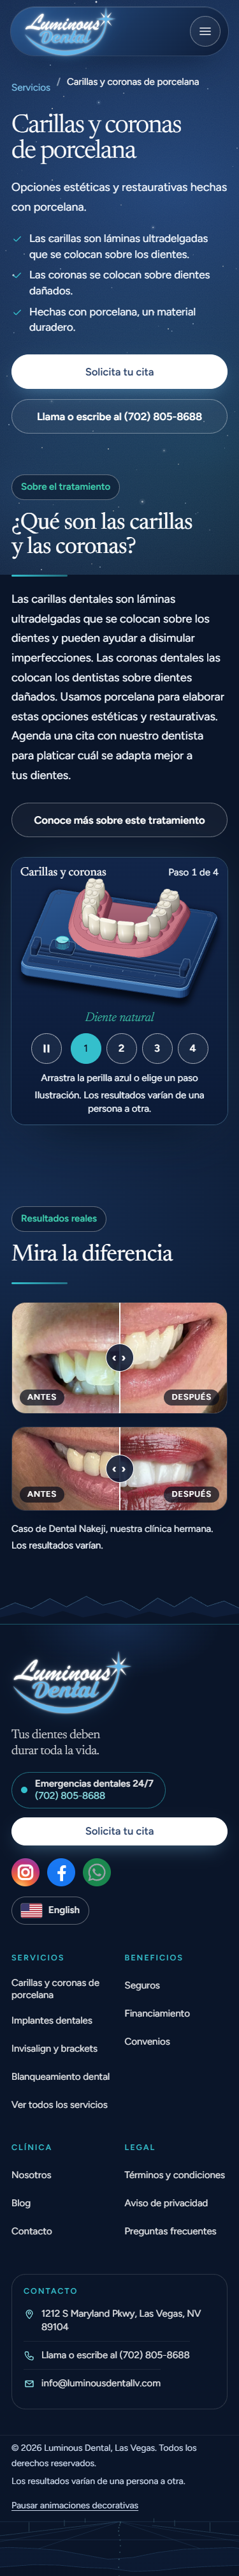 Luminous
Dental
Servicios / Carillas y coronas de porcelana
Carillas y coronas
de porcelana
Opciones estéticas y restaurativas hechas
con porcelana.
Las carillas son láminas ultradelgadas
que se colocan sobre los dientes.
Las coronas se colocan sobre dientes
dañados.
Hechas con porcelana, un material
duradero.
Solicita tu cita
Llama o escribe al (702) 805-8688
Sobre el tratamiento
¿Qué son las carillas
y las coronas?
Las carillas dentales son láminas
ultradelgadas que se colocan sobre los
dientes y pueden ayudar a disimular
imperfecciones. Las coronas dentales las
colocan los dentistas sobre dientes
dañados. Usamos porcelana para elaborar
estas opciones estéticas y restaurativas.
Agenda una cita con nuestro dentista
para platicar cuál se adapta mejor a
tus dientes.
Conoce más sobre este tratamiento
Carillas y coronas Paso 1 de 4
Diente natural
1 2 3 4
Arrastra la perilla azul o elige un paso
Ilustración. Los resultados varían de una
persona a otra.
Resultados reales
Mira la diferencia
ANTES DESPUÉS
ANTES DESPUÉS
Caso de Dental Nakeji, nuestra clínica hermana.
Los resultados varían.
Luminous
Dental
Tus dientes deben
durar toda la vida.
Emergencias dentales 24/7
(702) 805-8688
Solicita tu cita
English
SERVICIOS
Carillas y coronas de
porcelana
Implantes dentales
Invisalign y brackets
Blanqueamiento dental
Ver todos los servicios
BENEFICIOS
Seguros
Financiamiento
Convenios
CLÍNICA
Nosotros
Blog
Contacto
LEGAL
Términos y condiciones
Aviso de privacidad
Preguntas frecuentes
CONTACTO
1212 S Maryland Pkwy, Las Vegas, NV
89104
Llama o escribe al (702) 805-8688
info@luminousdentallv.com
© 2026 Luminous Dental, Las Vegas. Todos los
derechos reservados.
Los resultados varían de una persona a otra.
Pausar animaciones decorativas